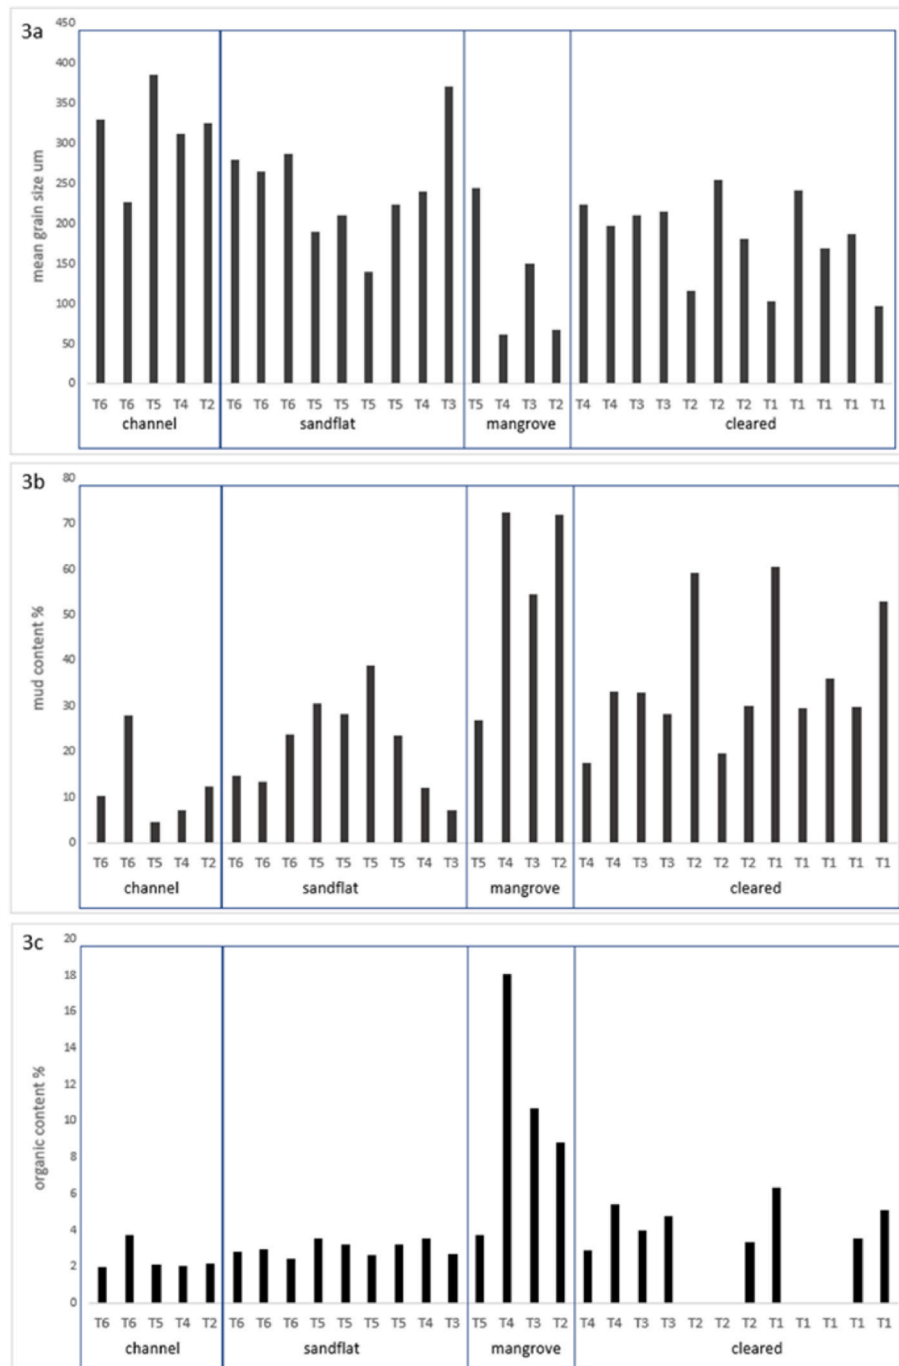 3a
450
400
350
300
250
200
150
100
50
0
mean grain size um
T6 T6 T5 T4 T2 T6 T6 T6 T5 T5 T5 T5 T4 T3 T5 T4 T3 T2 T4 T4 T3 T3 T2 T2 T2 T1 T1 T1 T1 T1
channel sandflat mangrove cleared
3b
80
70
60
50
40
30
20
10
0
mud content %
T6 T6 T5 T4 T2 T6 T6 T6 T5 T5 T5 T5 T4 T3 T5 T4 T3 T2 T4 T4 T3 T3 T2 T2 T2 T1 T1 T1 T1 T1
channel sandflat mangrove cleared
3c
20
18
16
14
12
10
8
6
4
2
0
organic content %
T6 T6 T5 T4 T2 T6 T6 T6 T5 T5 T5 T5 T4 T3 T5 T4 T3 T2 T4 T4 T3 T3 T2 T2 T2 T1 T1 T1 T1 T1
channel sandflat mangrove cleared